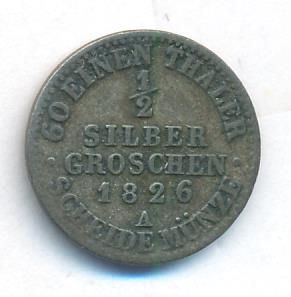 60 EINEN THALER
1/2
SILBER
GROSCHEN
1826
A
SCHEIDE MÜNZE